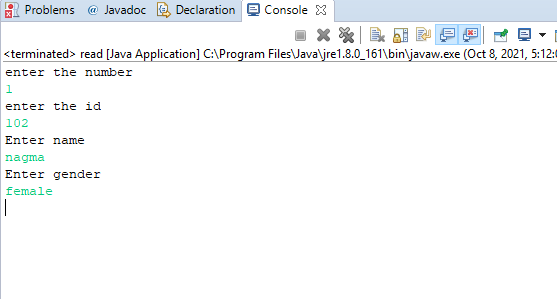 Problems @ Javadoc Declaration Console
<terminated> read [Java Application] C:\Program Files\Java\jre1.8.0_161\bin\javaw.exe (Oct 8, 2021, 5:12:0
enter the number
1
enter the id
102
Enter name
nagma
Enter gender
female